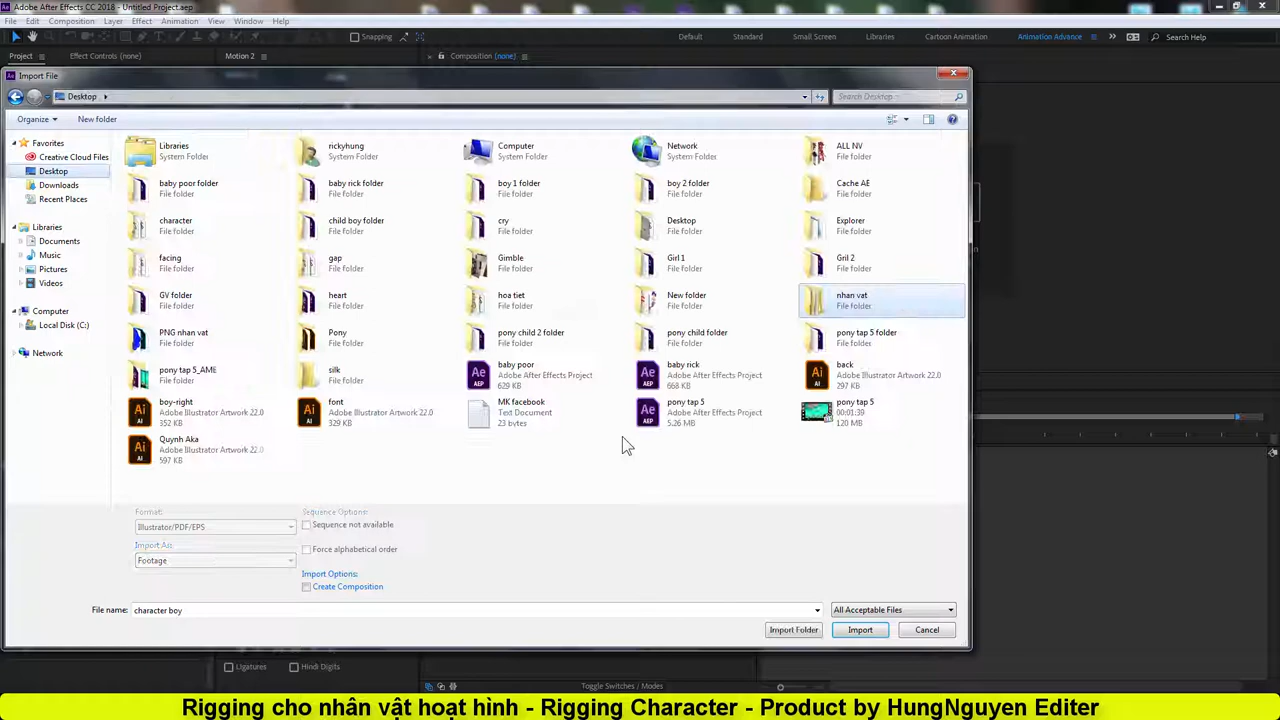 Adobe After Effects CC 2018 - Untitled Project.aep
File Edit Composition Layer Effect Animation View Window Help
Snapping Default Standard Small Screen Libraries Cartoon Animation Animation Advance Search Help
Project Effect Controls (none) Motion 2 Composition (none)
Import File
Desktop Search Desktop
Organize New folder
Favorites
Creative Cloud Files
Desktop
Downloads
Recent Places
Libraries
Documents
Music
Pictures
Videos
Computer
Local Disk (C:)
Network
Libraries rickyhung Computer Network ALL NV
System Folder System Folder System Folder System Folder File folder
baby poor folder baby rick folder boy 1 folder boy 2 folder Cache AE
File folder File folder File folder File folder File folder
character child boy folder cry Desktop Explorer
File folder File folder File folder File folder File folder
facing gap Gimble Girl 1 Gril 2
File folder File folder File folder File folder File folder
GV folder heart hoa tiet New folder nhan vat
File folder File folder File folder File folder File folder
PNG nhan vat Pony pony child 2 folder pony child folder pony tap 5 folder
File folder File folder File folder File folder File folder
pony tap 5_AME silk baby poor baby rick back
File folder File folder Adobe After Effects Project Adobe After Effects Project Adobe Illustrator Artwork 22.0
629 KB 668 KB 297 KB
boy-right font MK facebook pony tap 5 pony tap 5
Adobe Illustrator Artwork 22.0 Adobe Illustrator Artwork 22.0 Text Document Adobe After Effects Project 00:01:39
352 KB 329 KB 23 bytes 5.26 MB 120 MB
Quynh Aka
Adobe Illustrator Artwork 22.0
597 KB
Format: Sequence Options:
Illustrator/PDF/EPS Sequence not available
Import As: Force alphabetical order
Footage
Import Options:
Create Composition
File name: character boy All Acceptable Files
Import Folder Import Cancel
Ligatures Hindi Digits
Toggle Switches / Modes
Rigging cho nhân vật hoạt hình - Rigging Character - Product by HungNguyen Editer